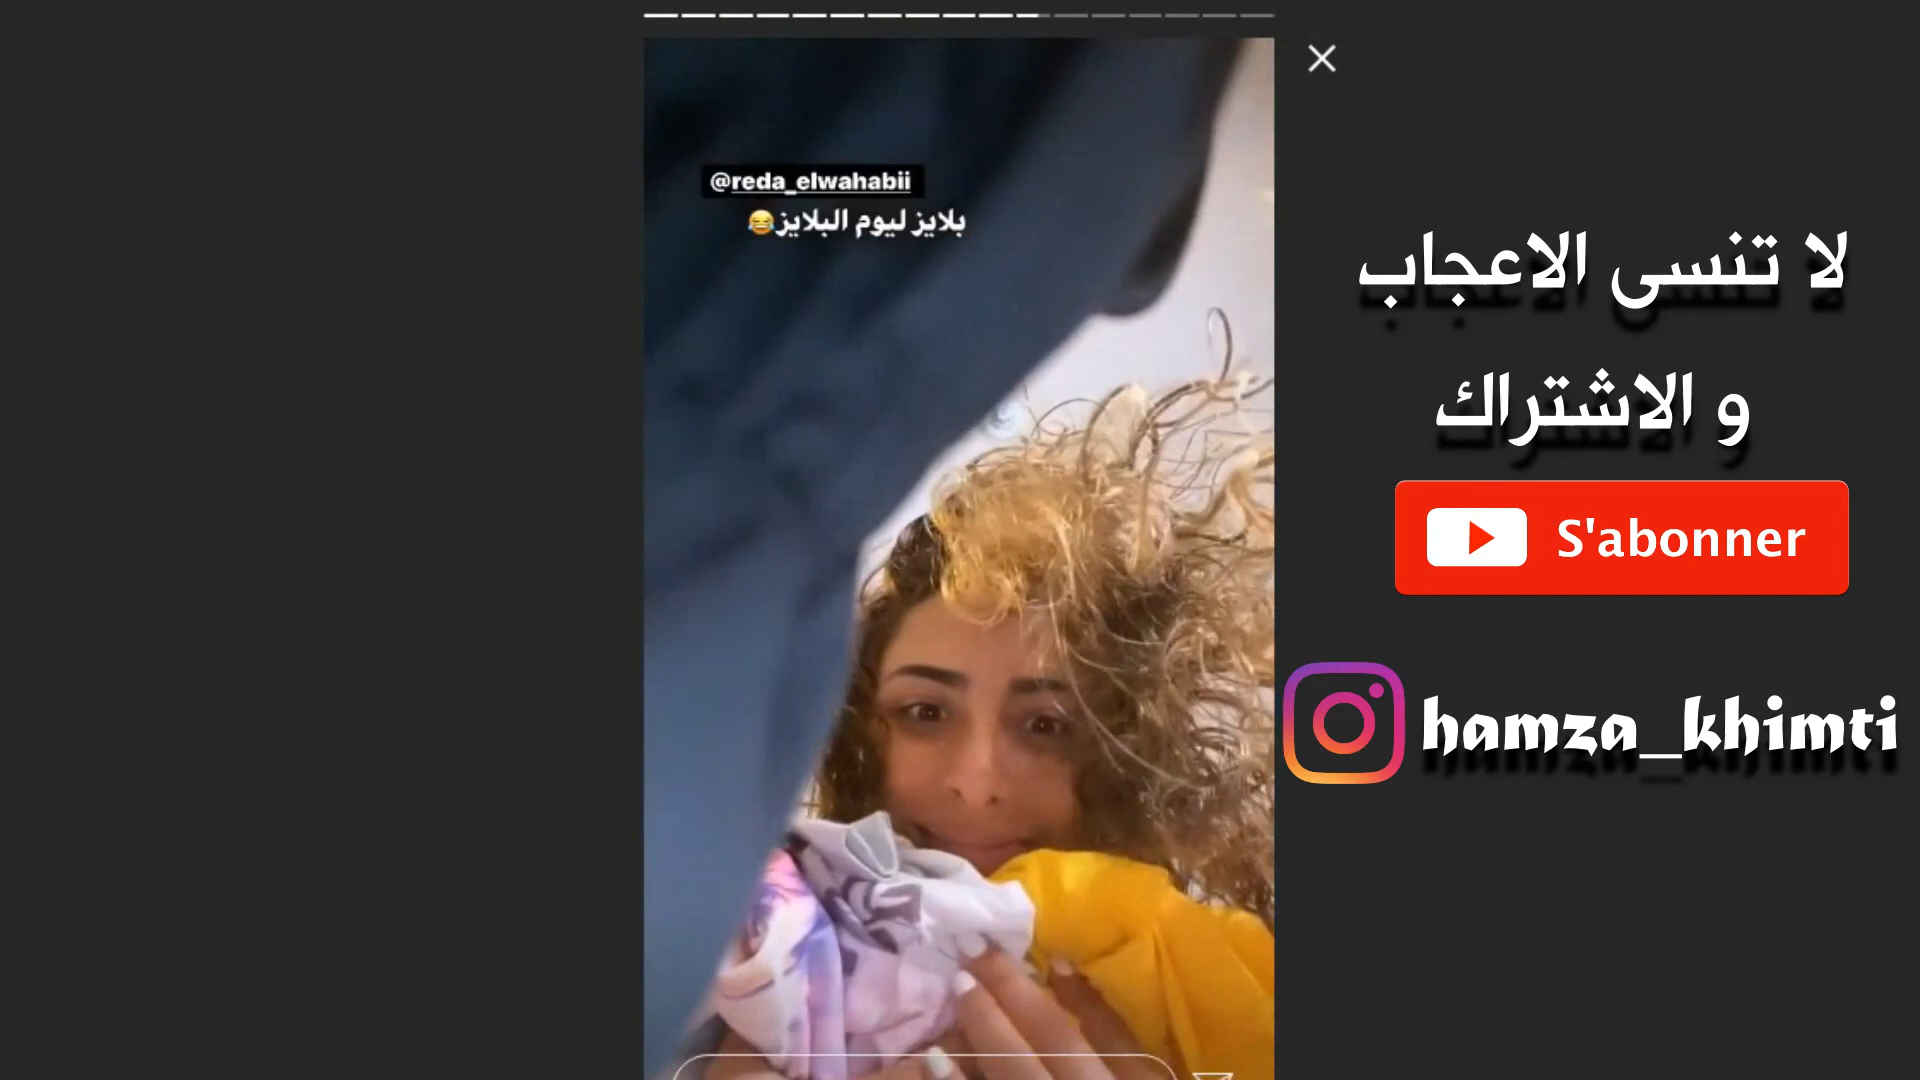 @reda_elwahabii
بلايز ليوم البلايز😂
لا تنسى الاعجاب
و الاشتراك
S'abonner
hamza_khimti